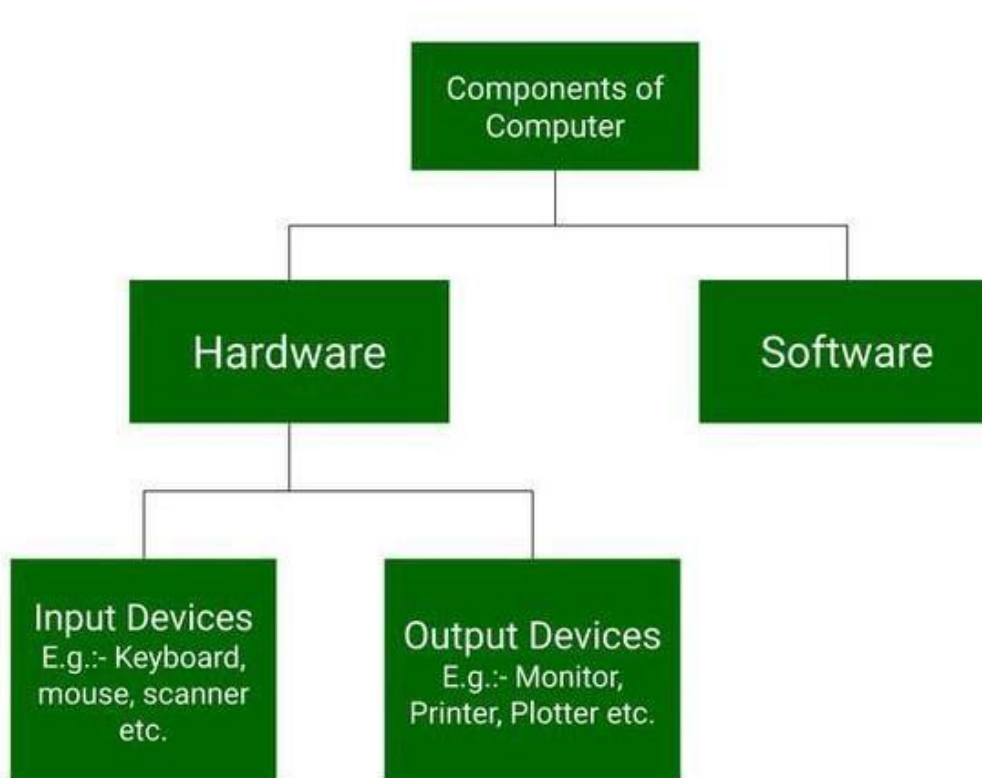 Components of
Computer
Hardware
Software
Input Devices
E.g.:- Keyboard,
mouse, scanner
etc.
Output Devices
E.g.:- Monitor,
Printer, Plotter etc.